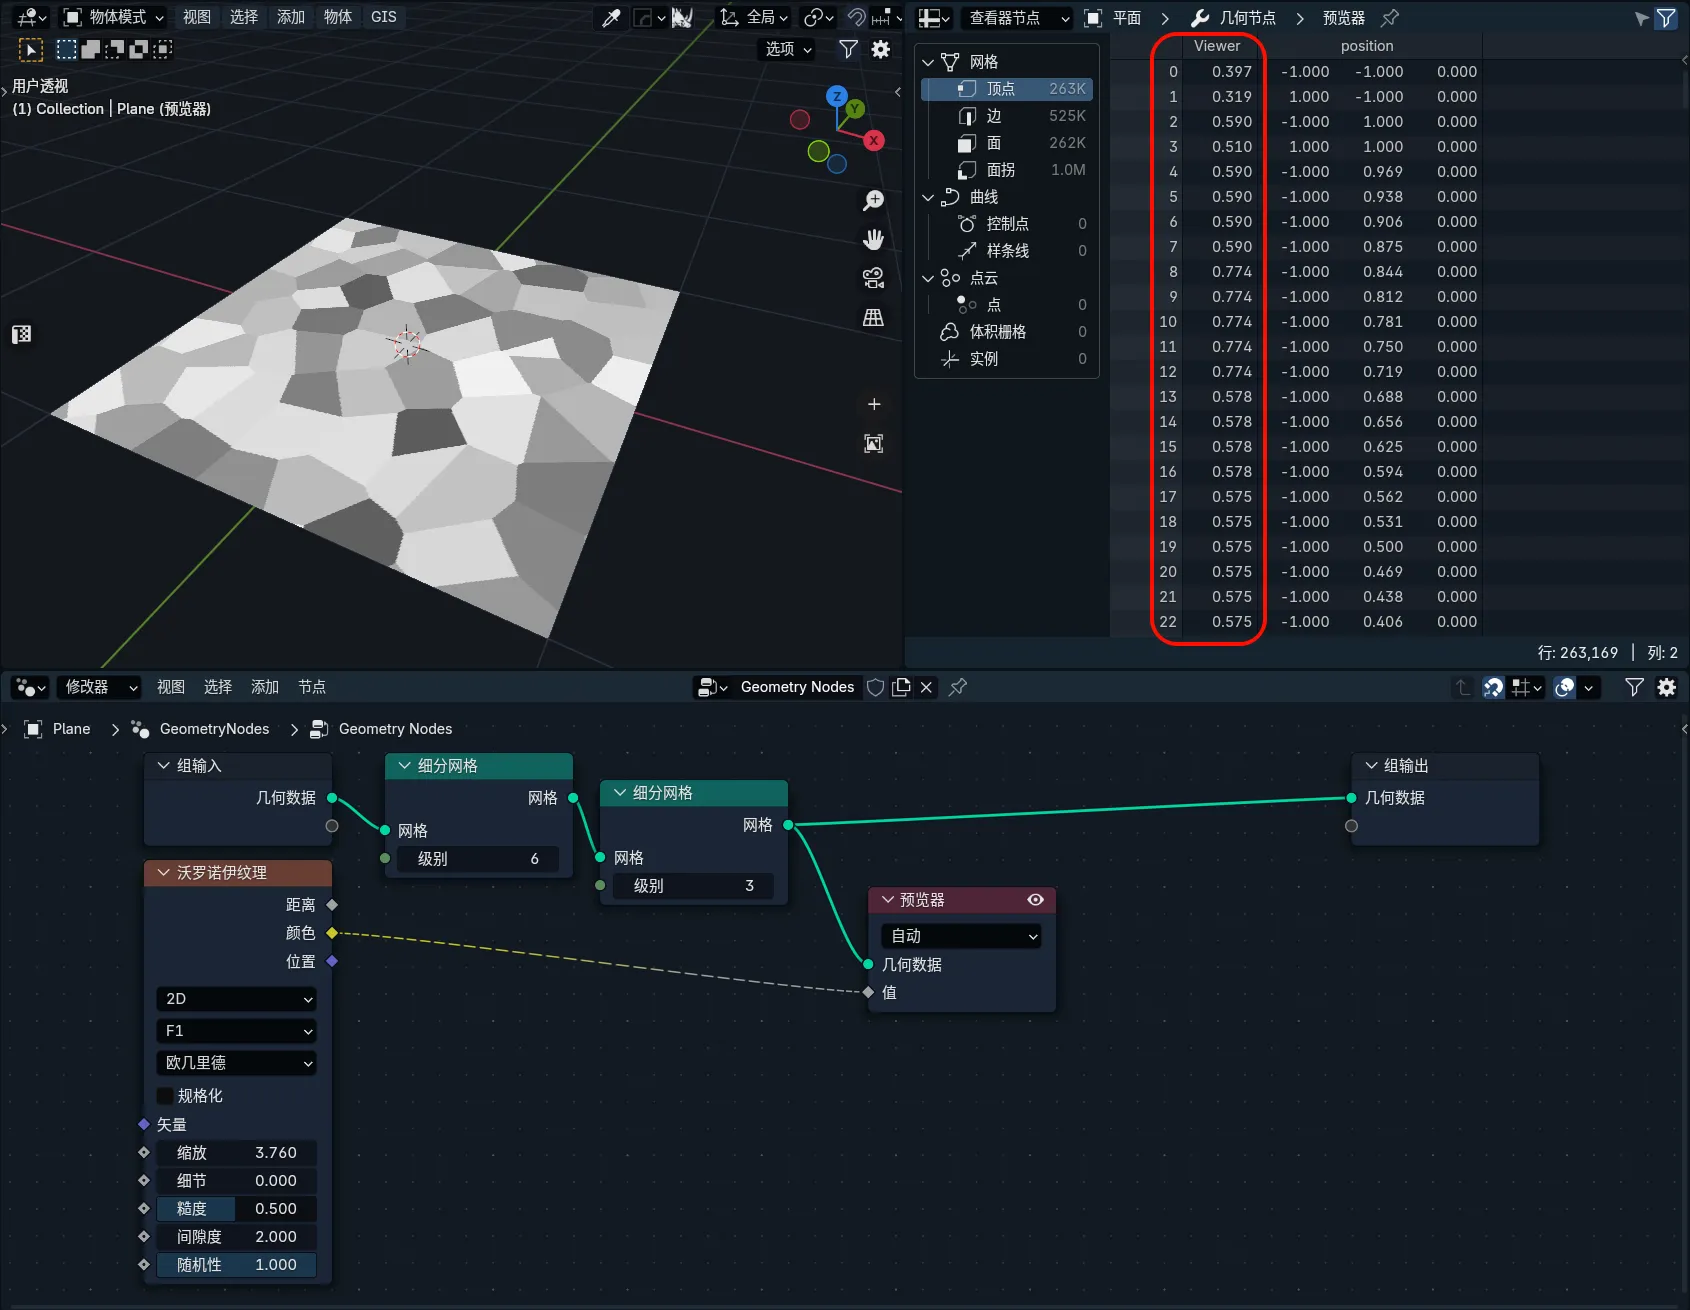 物体模式 视图 选择 添加 物体 GIS 全局
选项
用户透视
(1) Collection | Plane (预览器)
Z
Y
X
查看器节点 平面 几何节点 预览器
网格
顶点 263K
边 525K
面 262K
面拐 1.0M
曲线
控制点 0
样条线 0
点云
点 0
体积栅格 0
实例 0
Viewer position
0 0.397 -1.000 -1.000 0.000
1 0.319 1.000 -1.000 0.000
2 0.590 -1.000 1.000 0.000
3 0.510 1.000 1.000 0.000
4 0.590 -1.000 0.969 0.000
5 0.590 -1.000 0.938 0.000
6 0.590 -1.000 0.906 0.000
7 0.590 -1.000 0.875 0.000
8 0.774 -1.000 0.844 0.000
9 0.774 -1.000 0.812 0.000
10 0.774 -1.000 0.781 0.000
11 0.774 -1.000 0.750 0.000
12 0.774 -1.000 0.719 0.000
13 0.578 -1.000 0.688 0.000
14 0.578 -1.000 0.656 0.000
15 0.578 -1.000 0.625 0.000
16 0.578 -1.000 0.594 0.000
17 0.575 -1.000 0.562 0.000
18 0.575 -1.000 0.531 0.000
19 0.575 -1.000 0.500 0.000
20 0.575 -1.000 0.469 0.000
21 0.575 -1.000 0.438 0.000
22 0.575 -1.000 0.406 0.000
行: 263,169 | 列: 2
修改器 视图 选择 添加 节点 Geometry Nodes
Plane GeometryNodes Geometry Nodes
组输入
几何数据
细分网格
网格
网格
级别 6
细分网格
网格
网格
级别 3
组输出
几何数据
沃罗诺伊纹理
距离
颜色
位置
2D
F1
欧几里德
规格化
矢量
缩放 3.760
细节 0.000
糙度 0.500
间隙度 2.000
随机性 1.000
预览器
自动
几何数据
值